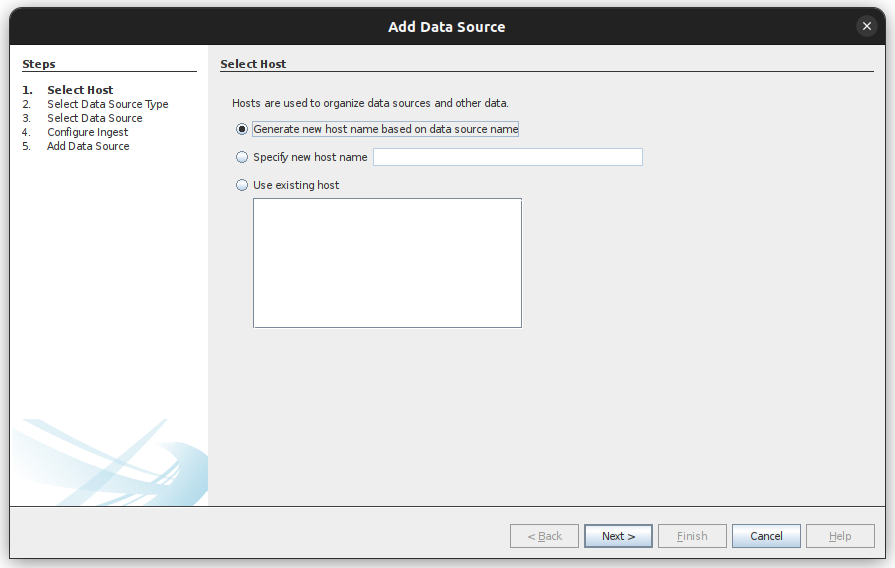 Add Data Source
Steps
1. Select Host
2. Select Data Source Type
3. Select Data Source
4. Configure Ingest
5. Add Data Source
Select Host
Hosts are used to organize data sources and other data.
Generate new host name based on data source name
Specify new host name
Use existing host
< Back Next > Finish Cancel Help